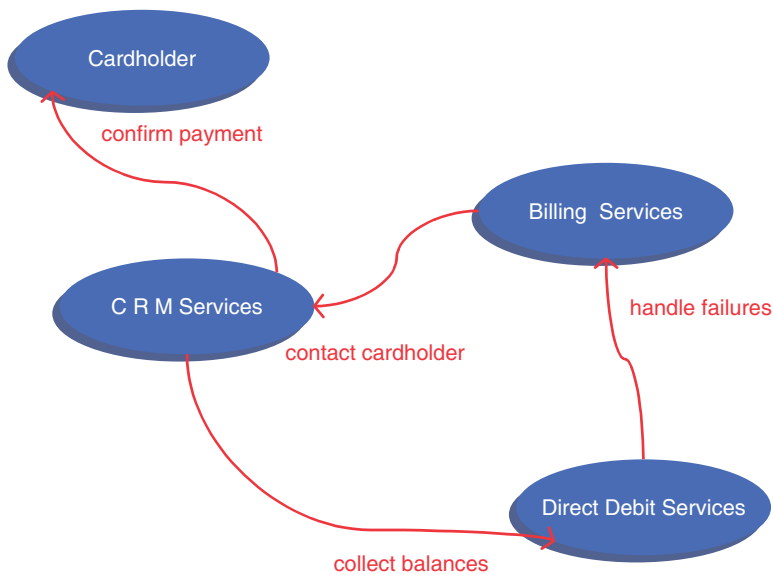 Cardholder
confirm payment
Billing Services
C R M Services
handle failures
contact cardholder
Direct Debit Services
collect balances